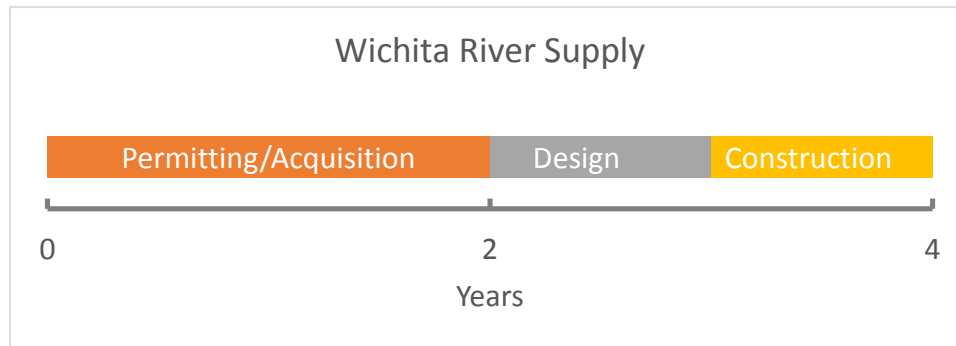 Wichita River Supply
Permitting/Acquisition Design Construction
0 2 4
Years